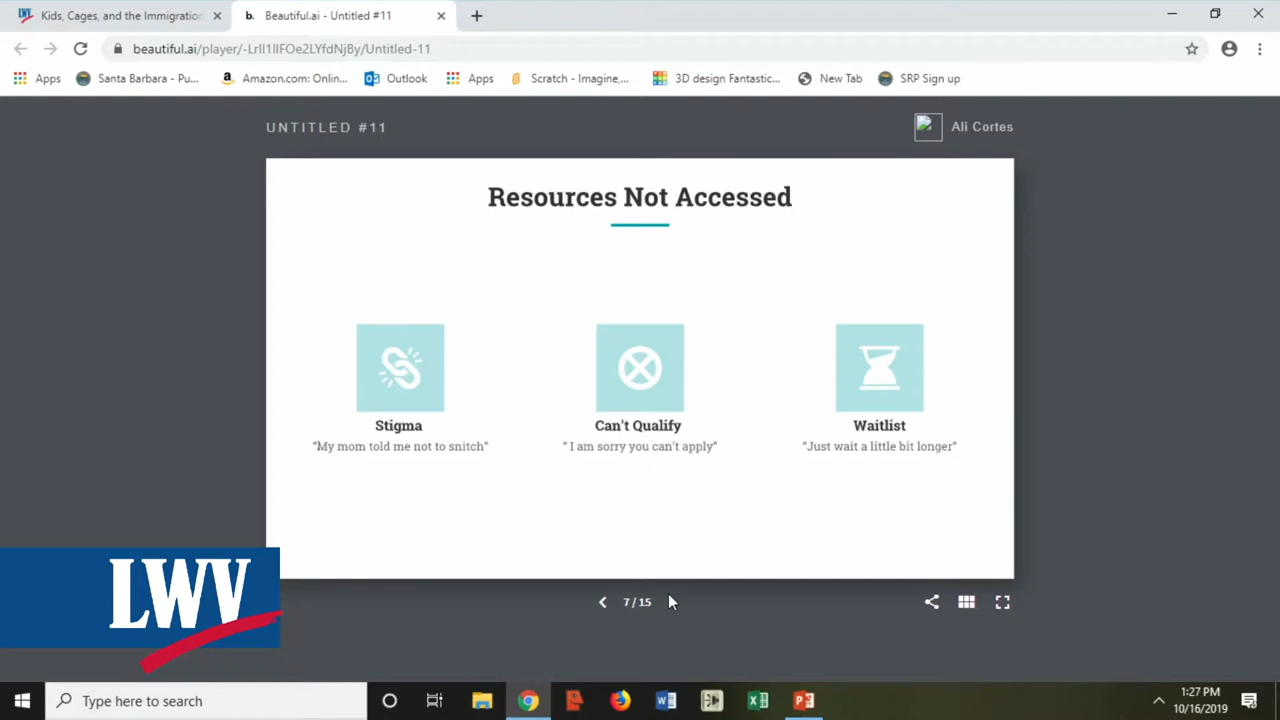 Kids, Cages, and the Immigration
b. Beautiful.ai - Untitled #11
beautiful.ai/player/-LrlI1lIFOe2LYfdNjBy/Untitled-11
Apps Santa Barbara - Pu... Amazon.com: Onlin... Outlook Apps Scratch - Imagine,... 3D design Fantastic... New Tab SRP Sign up
UNTITLED #11
Ali Cortes
Resources Not Accessed
Stigma
"My mom told me not to snitch"
Can't Qualify
" I am sorry you can't apply"
Waitlist
"Just wait a little bit longer"
LWV
7 / 15
Type here to search
1:27 PM
10/16/2019